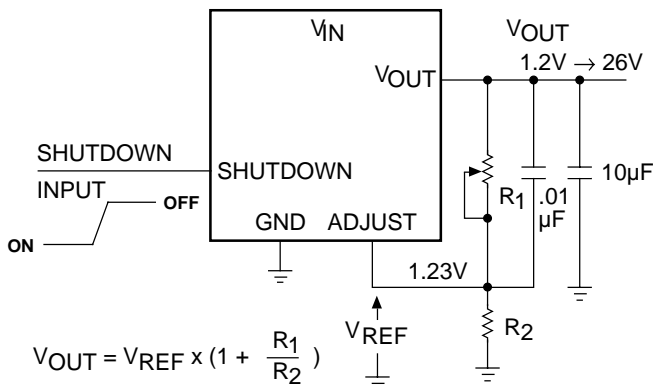 VIN
VOUT
VOUT
1.2V → 26V
SHUTDOWN
INPUT
SHUTDOWN
OFF
ON
GND
ADJUST
R1
.01
µF
10µF
1.23V
VREF
R2
VOUT = VREF x (1 + R1/R2 )